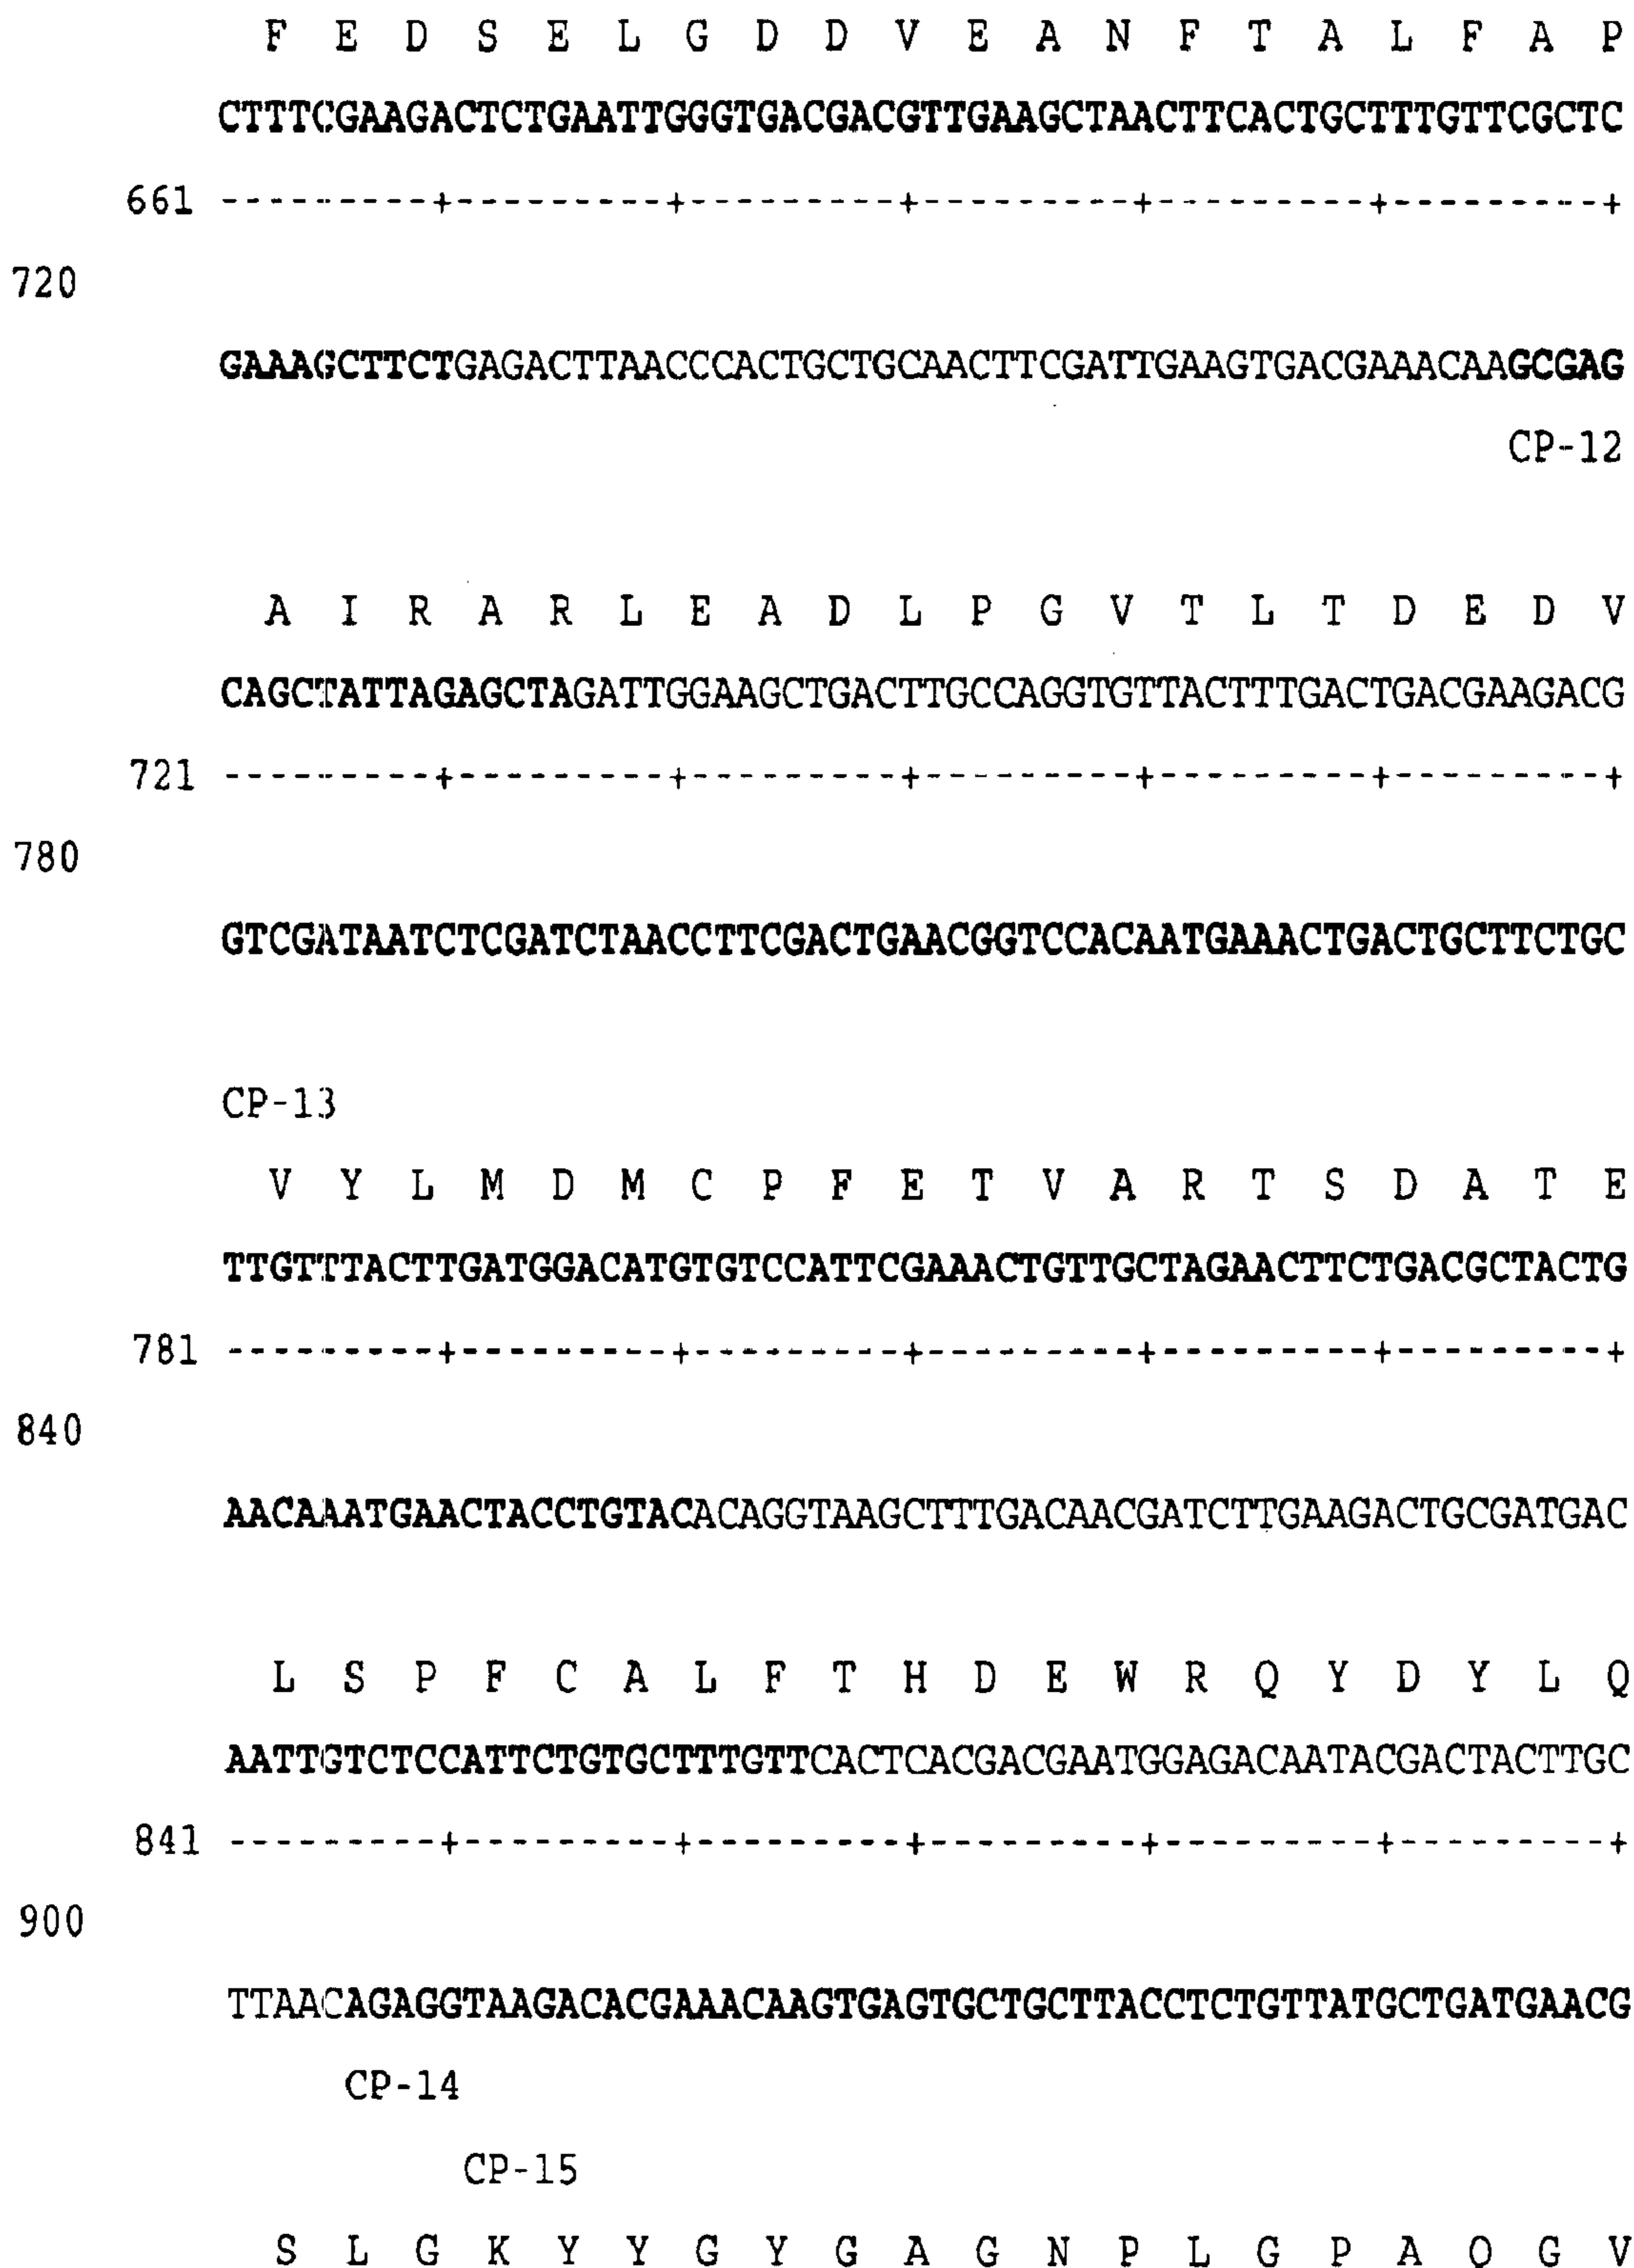 F E D S E L G D D V E A N F T A L F A P
CTTTCGAAGACTCTGAATTGGGTGACGACGTTGAAGCTAACTTCACTGCTTTGTTCGCTC
661 ---------+---------+---------+---------+---------+---------+
720
GAAAGCTTCTGAGACTTAACCCACTGCTGCAACTTCGATTGAAGTGACGAAACAAGCGAG
CP-12
A I R A R L E A D L P G V T L T D E D V
CAGCTATTAGAGCTAGATTGGAAGCTGACTTGCCAGGTGTTACTTTGACTGACGAAGACG
721 ---------+---------+---------+---------+---------+---------+
780
GTCGATAATCTCGATCTAACCTTCGACTGAACGGTCCACAATGAAACTGACTGCTTCTGC
CP-13
V Y L M D M C P F E T V A R T S D A T E
TTGTTTACTTGATGGACATGTGTCCATTCGAAACTGTTGCTAGAACTTCTGACGCTACTG
781 ---------+---------+---------+---------+---------+---------+
840
AACAAATGAACTACCTGTACACAGGTAAGCTTTGACAACGATCTTGAAGACTGCGATGAC
L S P F C A L F T H D E W R Q Y D Y L Q
AATTGTCTCCATTCTGTGCTTTGTTCACTCACGACGAATGGAGACAATACGACTACTTGC
841 ---------+---------+---------+---------+---------+---------+
900
TTAACAGAGGTAAGACACGAAACAAGTGAGTGCTGCTTACCTCTGTTATGCTGATGAACG
CP-14
CP-15
S L G K Y Y G Y G A G N P L G P A Q G V